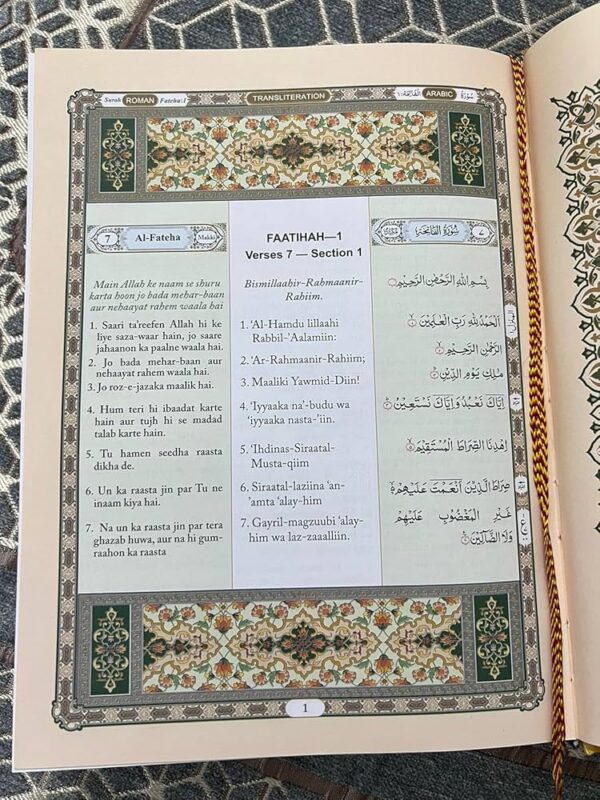 Surah ROMAN Fateha:1
TRANSLITERATION
الفاتحة:١ ARABIC سُوْرَةُ
7 Al-Fateha Makki
Main Allah ke naam se shuru
karta hoon jo bada mehar-baan
aur nehaayat rahem waala hai
1. Saari ta'reefen Allah hi ke
liye saza-waar hain, jo saare
jahaanon ka paalne waala hai.
2. Jo bada mehar-baan aur
nehaayat rahem waala hai.
3. Jo roz-e-jazaka maalik hai.
4. Hum teri hi ibaadat karte
hain aur tujh hi se madad
talab karte hain.
5. Tu hamen seedha raasta
dikha de.
6. Un ka raasta jin par Tu ne
inaam kiya hai.
7. Na un ka raasta jin par tera
ghazab huwa, aur na hi gum-
raahon ka raasta
FAATIHAH—1
Verses 7 — Section 1
Bismillaahir-Rahmaanir-
Rahiim.
1. 'Al-Hamdu lillaahi
Rabbil-'Aalamiin:
2. 'Ar-Rahmaanir-Rahiim;
3. Maaliki Yawmid-Diin!
4. 'Iyyaaka na'-budu wa
'iyyaaka nasta-'iin.
5. 'Ihdinas-Siraatal-
Musta-qiim
6. Siraatal-laziina 'an-
'amta 'alay-him
7. Gayril-magzuubi 'alay-
him wa laz-zaaalliin.
سُوْرَةُ الْفَاتِحَةِ ٧
بِسْمِ اللهِ الرَّحْمٰنِ الرَّحِيْمِ
اَلْحَمْدُ لِلّٰهِ رَبِّ الْعٰلَمِيْنَ
الرَّحْمٰنِ الرَّحِيْمِ
مٰلِكِ يَوْمِ الدِّيْنِ
اِيَّاكَ نَعْبُدُ وَاِيَّاكَ نَسْتَعِيْنُ
اِهْدِنَا الصِّرَاطَ الْمُسْتَقِيْمَ
صِرَاطَ الَّذِيْنَ اَنْعَمْتَ عَلَيْهِمْ
غَيْرِ الْمَغْضُوْبِ عَلَيْهِمْ
وَلَا الضَّآلِّيْنَ
1